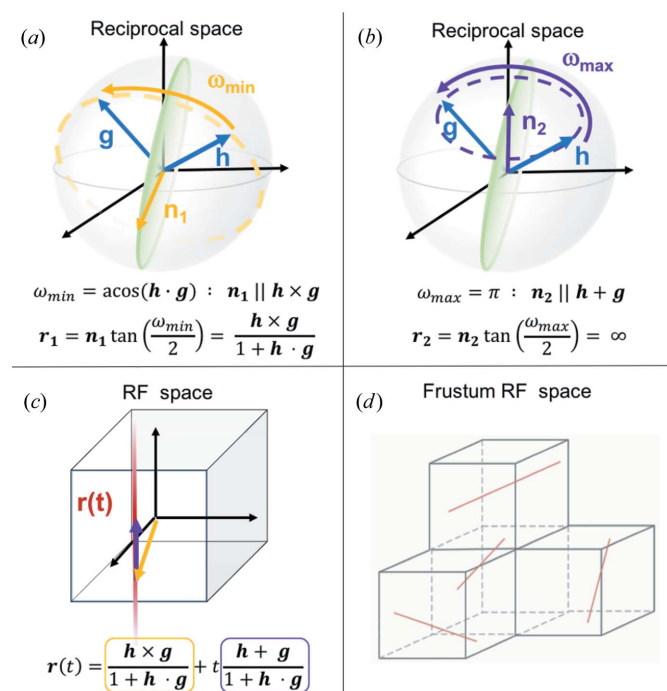 (a)
Reciprocal space
ω_min
g
h
n₁
ω_min = acos(h · g) : n₁ || h × g
r₁ = n₁ tan(ω_min/2) = (h × g)/(1 + h · g)
(b)
Reciprocal space
ω_max
g
n₂
h
ω_max = π : n₂ || h + g
r₂ = n₂ tan(ω_max/2) = ∞
(c)
RF space
r(t)
r(t) = (h × g)/(1 + h · g) + t (h + g)/(1 + h · g)
(d)
Frustum RF space